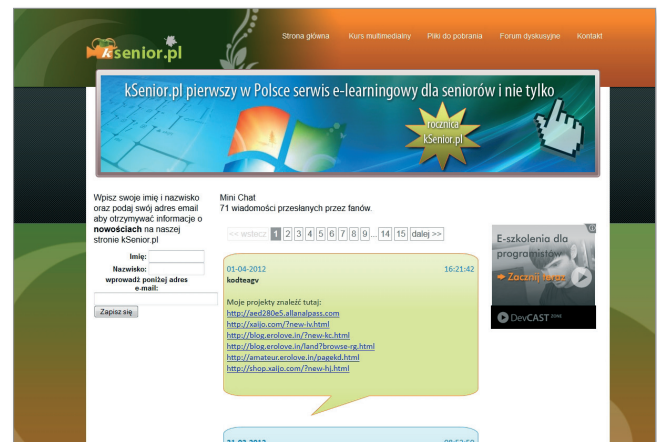 kSenior.pl
Strona główna Kurs multimedialny Pliki do pobrania Forum dyskusyjne Kontakt
kSenior.pl pierwszy w Polsce serwis e-learningowy dla seniorów i nie tylko
rocznica
kSenior.pl
Wpisz swoje imię i nazwisko
oraz podaj swój adres email
aby otrzymywać informacje o
nowościach na naszej
stronie kSenior.pl
Imię:
Nazwisko:
wprowadź poniżej adres
e-mail:
Zapisz się
Mini Chat
71 wiadomości przesłanych przez fanów.
<< wstecz 1 2 3 4 5 6 7 8 9 ... 14 15 dalej >>
01-04-2012 16:21:42
kodteagv
Moje projekty znaleźć tutaj:
http://aed280e5.allanalpass.com
http://xaijo.com/?new-iv.html
http://blog.erolove.in/?new-kc.html
http://blog.erolove.in/land?browse-rg.html
http://amateur.erolove.in/pagekd.html
http://shop.xaijo.com/?new-hj.html
E-szkolenia dla
programistów
Zacznij teraz
DevCAST ZONE